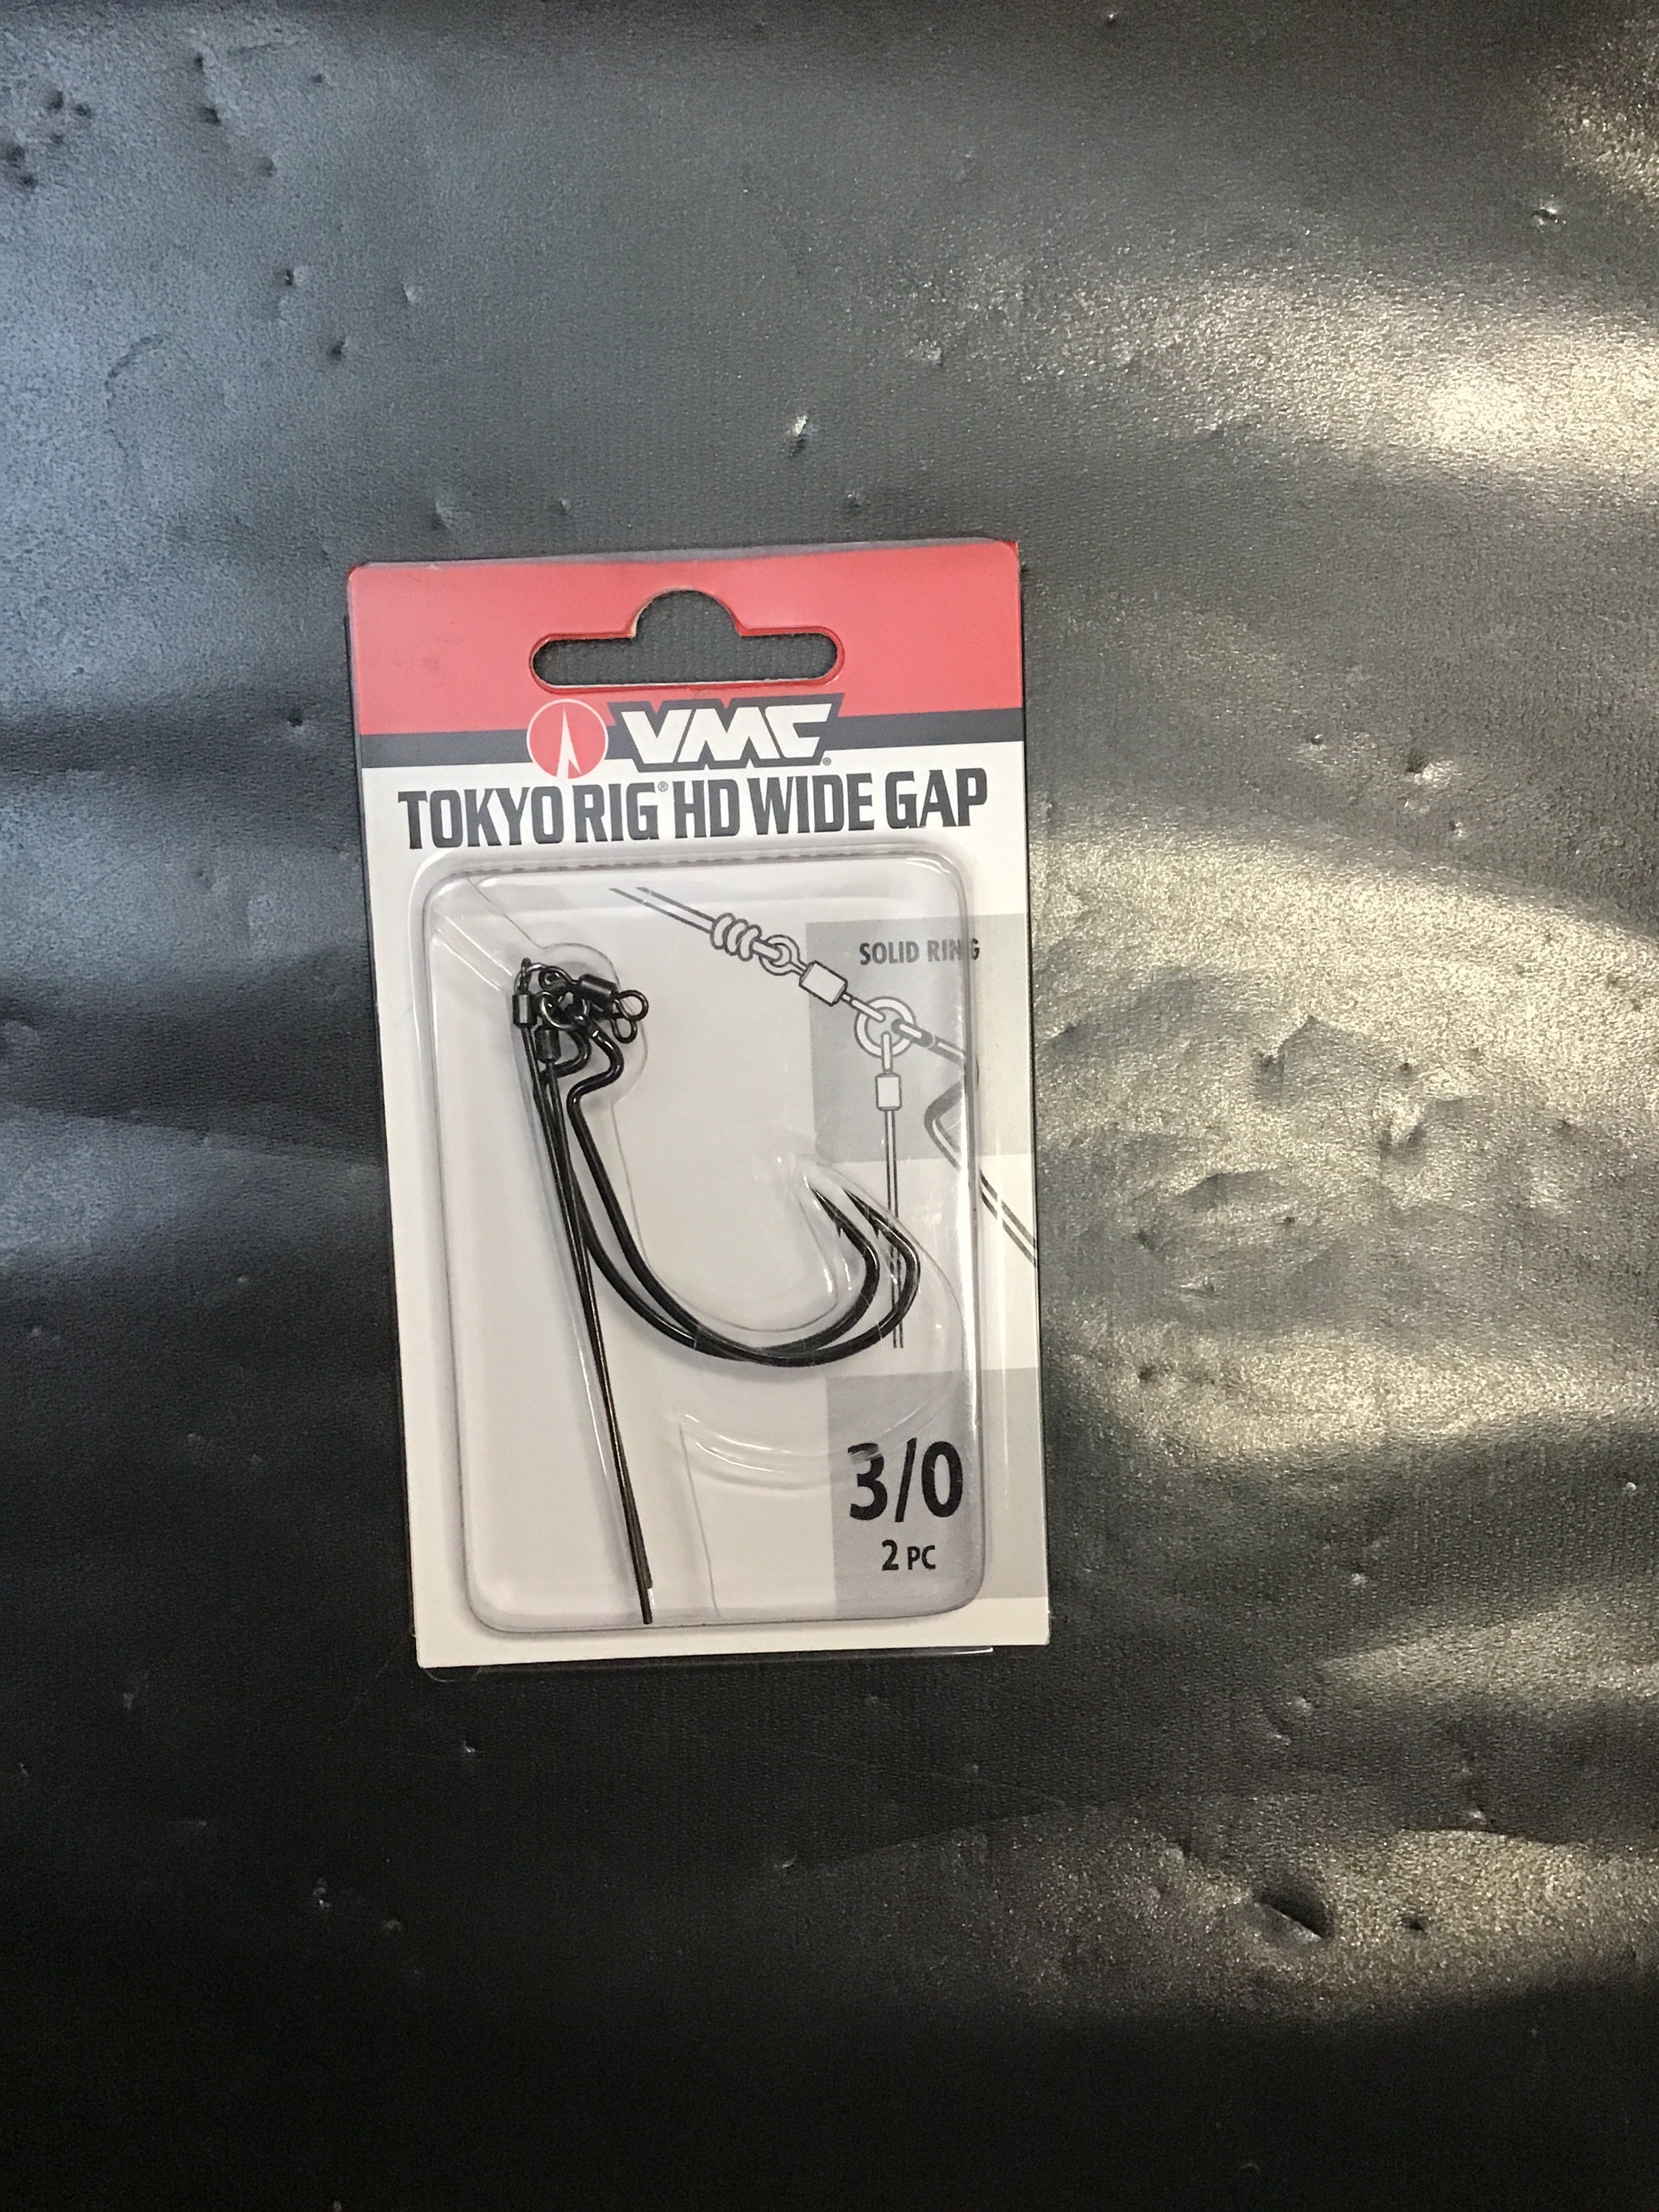 VMC®
TOKYO RIG® HD WIDE GAP
SOLID RING
3/0
2 PC